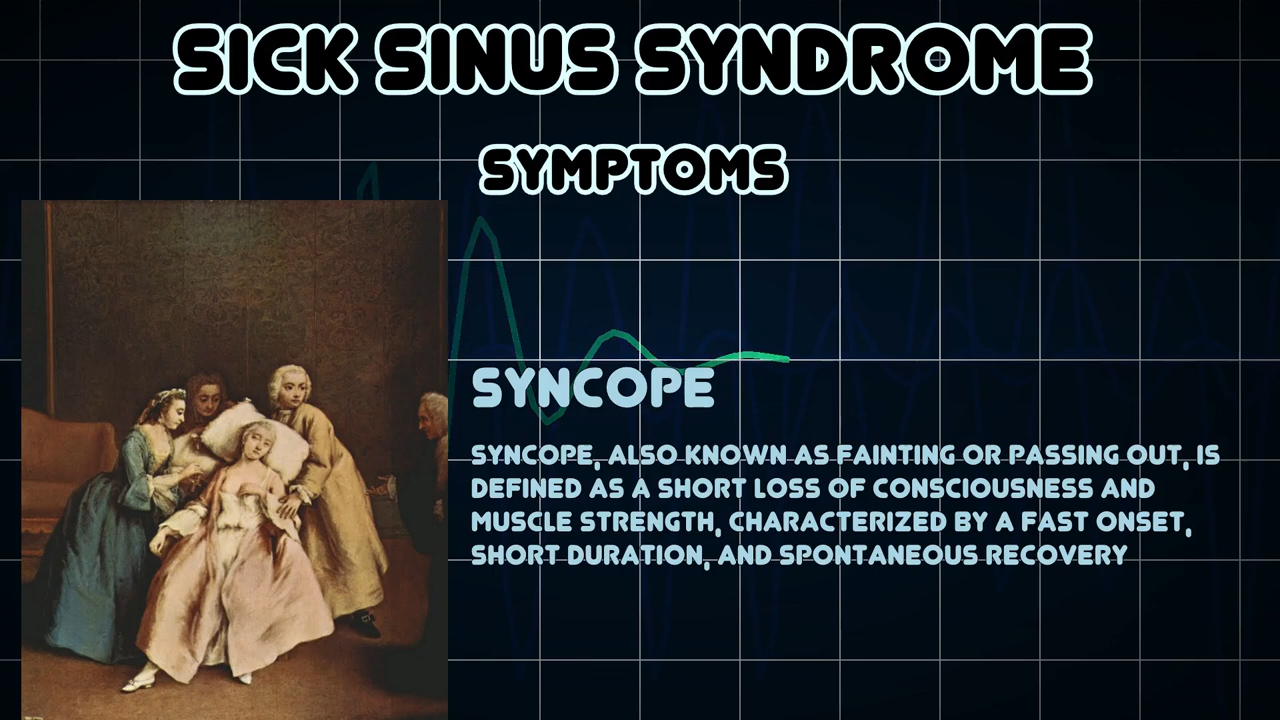 SICK SINUS SYNDROME
SYMPTOMS
SYNCOPE
SYNCOPE, ALSO KNOWN AS FAINTING OR PASSING OUT, IS
DEFINED AS A SHORT LOSS OF CONSCIOUSNESS AND
MUSCLE STRENGTH, CHARACTERIZED BY A FAST ONSET,
SHORT DURATION, AND SPONTANEOUS RECOVERY